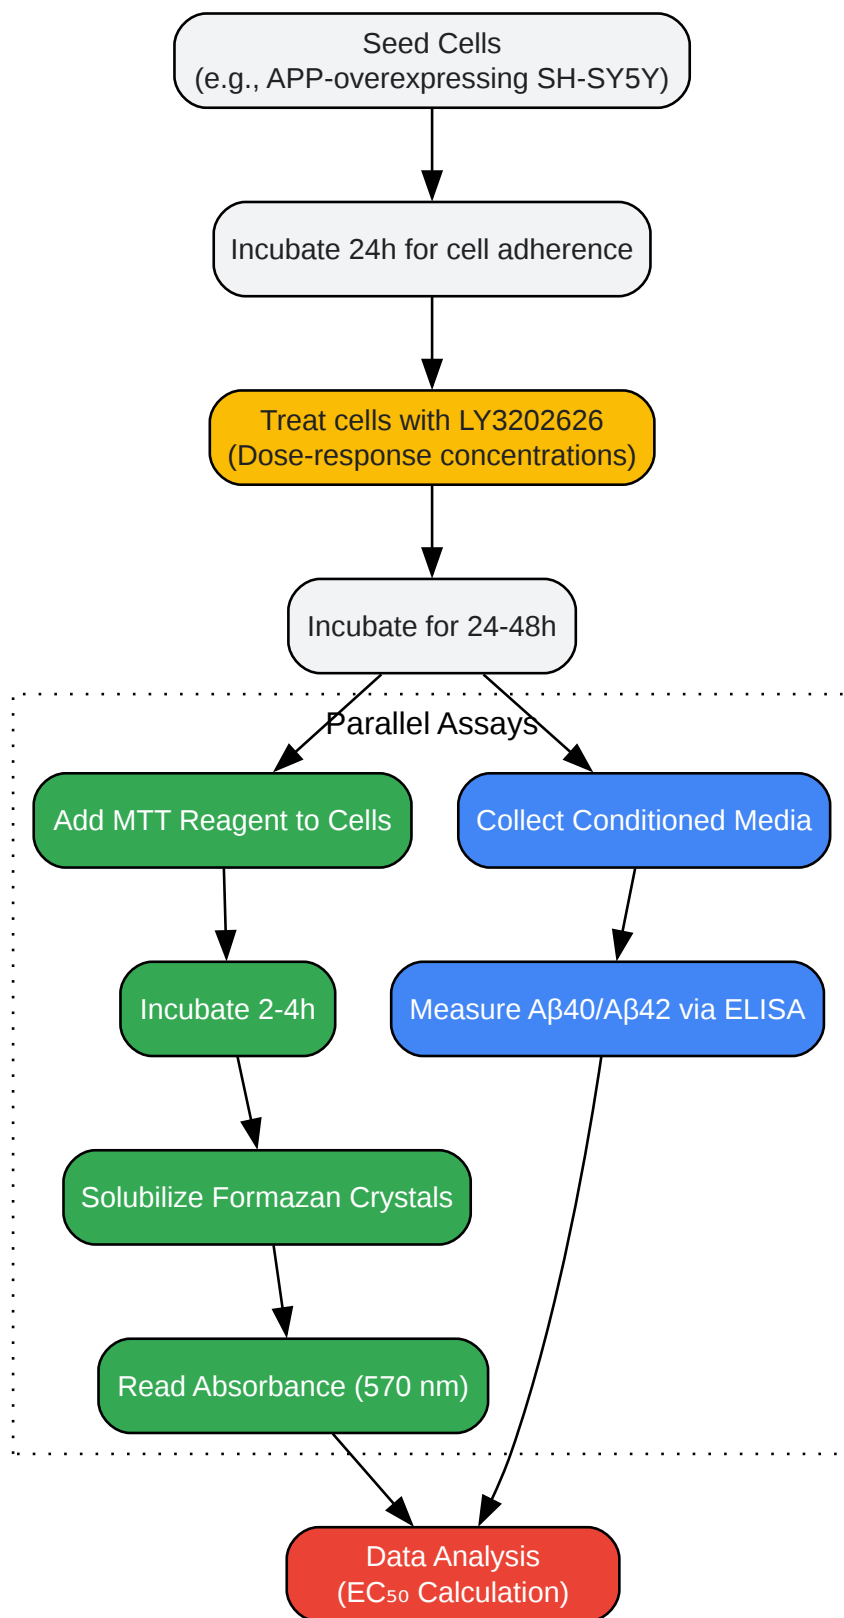 Seed Cells
(e.g., APP-overexpressing SH-SY5Y)
Incubate 24h for cell adherence
Treat cells with LY3202626
(Dose-response concentrations)
Incubate for 24-48h
Parallel Assays
Add MTT Reagent to Cells
Collect Conditioned Media
Incubate 2-4h
Measure Aβ40/Aβ42 via ELISA
Solubilize Formazan Crystals
Read Absorbance (570 nm)
Data Analysis
(EC₅₀ Calculation)